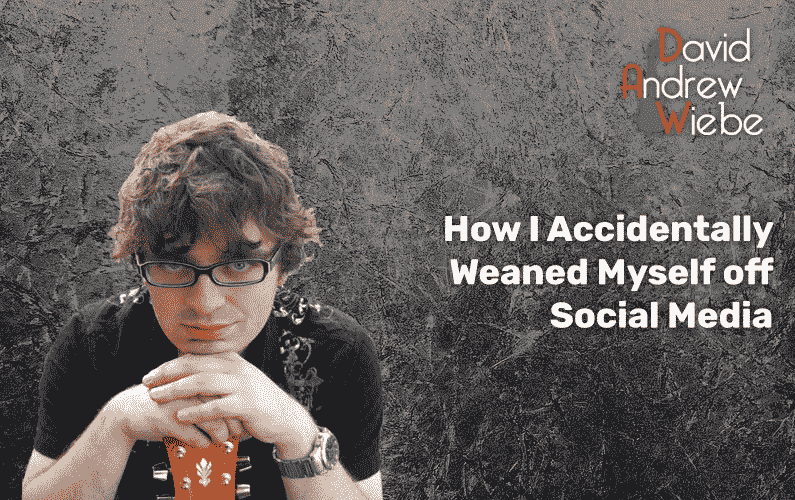 David
Andrew
Wiebe
How I Accidentally
Weaned Myself off
Social Media